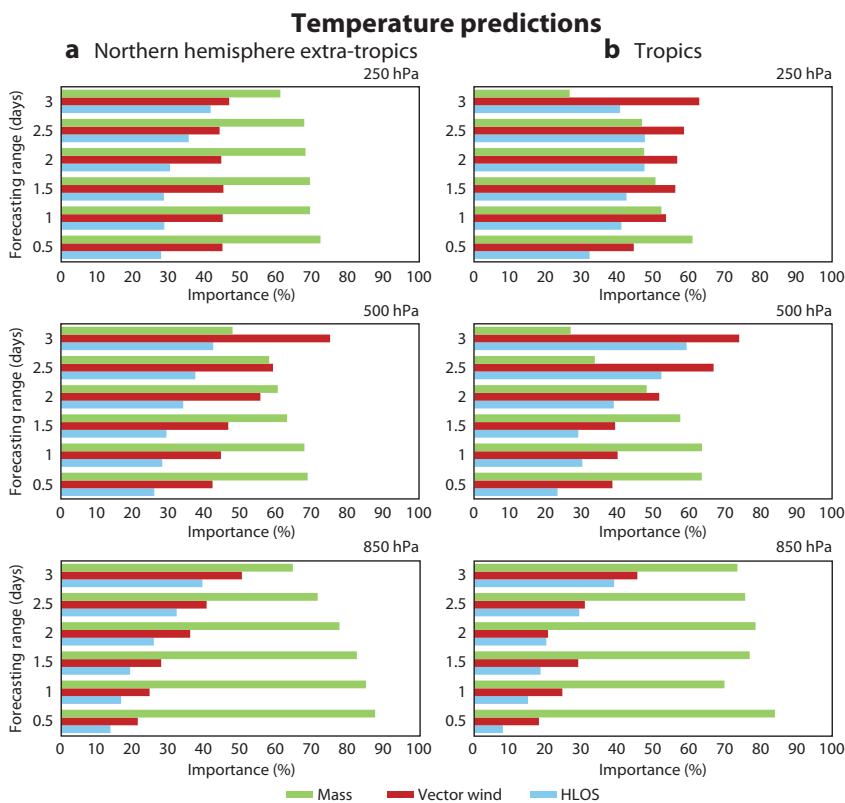 Temperature predictions
a Northern hemisphere extra-tropics
b Tropics
250 hPa
Forecasting range (days)
3
2.5
2
1.5
1
0.5
0 10 20 30 40 50 60 70 80 90 100
Importance (%)
250 hPa
3
2.5
2
1.5
1
0.5
0 10 20 30 40 50 60 70 80 90 100
Importance (%)
500 hPa
Forecasting range (days)
3
2.5
2
1.5
1
0.5
0 10 20 30 40 50 60 70 80 90 100
Importance (%)
500 hPa
3
2.5
2
1.5
1
0.5
0 10 20 30 40 50 60 70 80 90 100
Importance (%)
850 hPa
Forecasting range (days)
3
2.5
2
1.5
1
0.5
0 10 20 30 40 50 60 70 80 90 100
Importance (%)
850 hPa
3
2.5
2
1.5
1
0.5
0 10 20 30 40 50 60 70 80 90 100
Importance (%)
Mass Vector wind HLOS